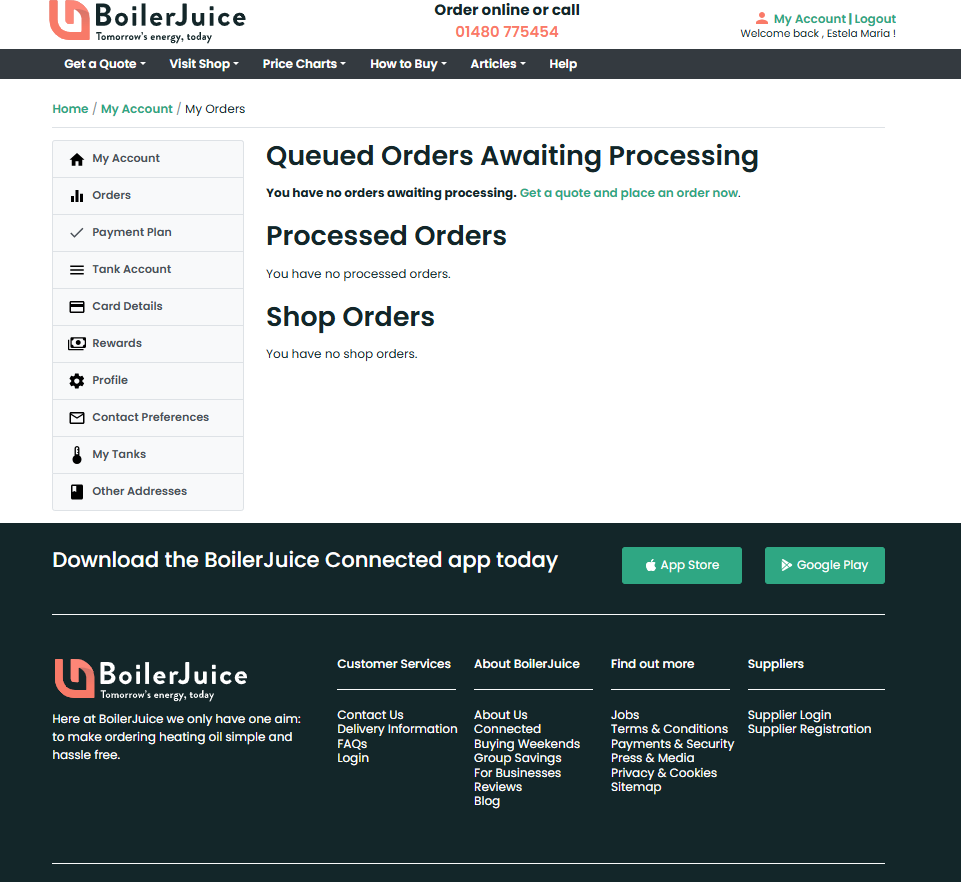 BoilerJuice
Tomorrow's energy, today
Order online or call
01480 775454
My Account | Logout
Welcome back , Estela Maria !
Get a Quote Visit Shop Price Charts How to Buy Articles Help
Home / My Account / My Orders
My Account
Orders
Payment Plan
Tank Account
Card Details
Rewards
Profile
Contact Preferences
My Tanks
Other Addresses
Queued Orders Awaiting Processing
You have no orders awaiting processing. Get a quote and place an order now.
Processed Orders
You have no processed orders.
Shop Orders
You have no shop orders.
Download the BoilerJuice Connected app today
App Store
Google Play
BoilerJuice
Tomorrow's energy, today
Here at BoilerJuice we only have one aim:
to make ordering heating oil simple and
hassle free.
Customer Services
Contact Us
Delivery Information
FAQs
Login
About BoilerJuice
About Us
Connected
Buying Weekends
Group Savings
For Businesses
Reviews
Blog
Find out more
Jobs
Terms & Conditions
Payments & Security
Press & Media
Privacy & Cookies
Sitemap
Suppliers
Supplier Login
Supplier Registration